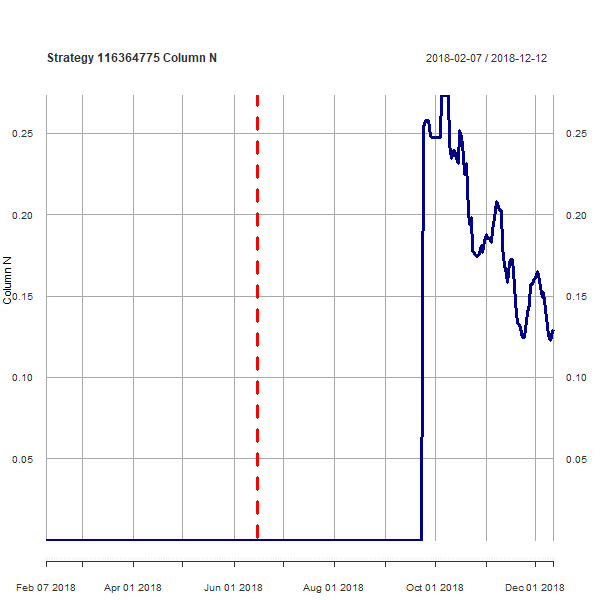 Strategy 116364775 Column N
2018-02-07 / 2018-12-12
0.25 0.25
0.20 0.20
0.15 0.15
0.10 0.10
0.05 0.05
Column N
Feb 07 2018 Apr 01 2018 Jun 01 2018 Aug 01 2018 Oct 01 2018 Dec 01 2018